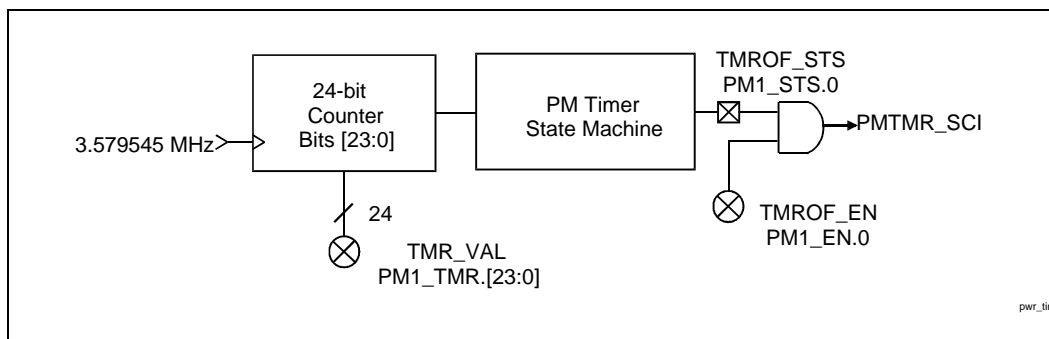 24-bit
Counter
Bits [23:0]
PM Timer
State Machine
TMROF_STS
PM1_STS.0
3.579545 MHz
PMTMR_SCI
24
TMROF_EN
PM1_EN.0
TMR_VAL
PM1_TMR.[23:0]